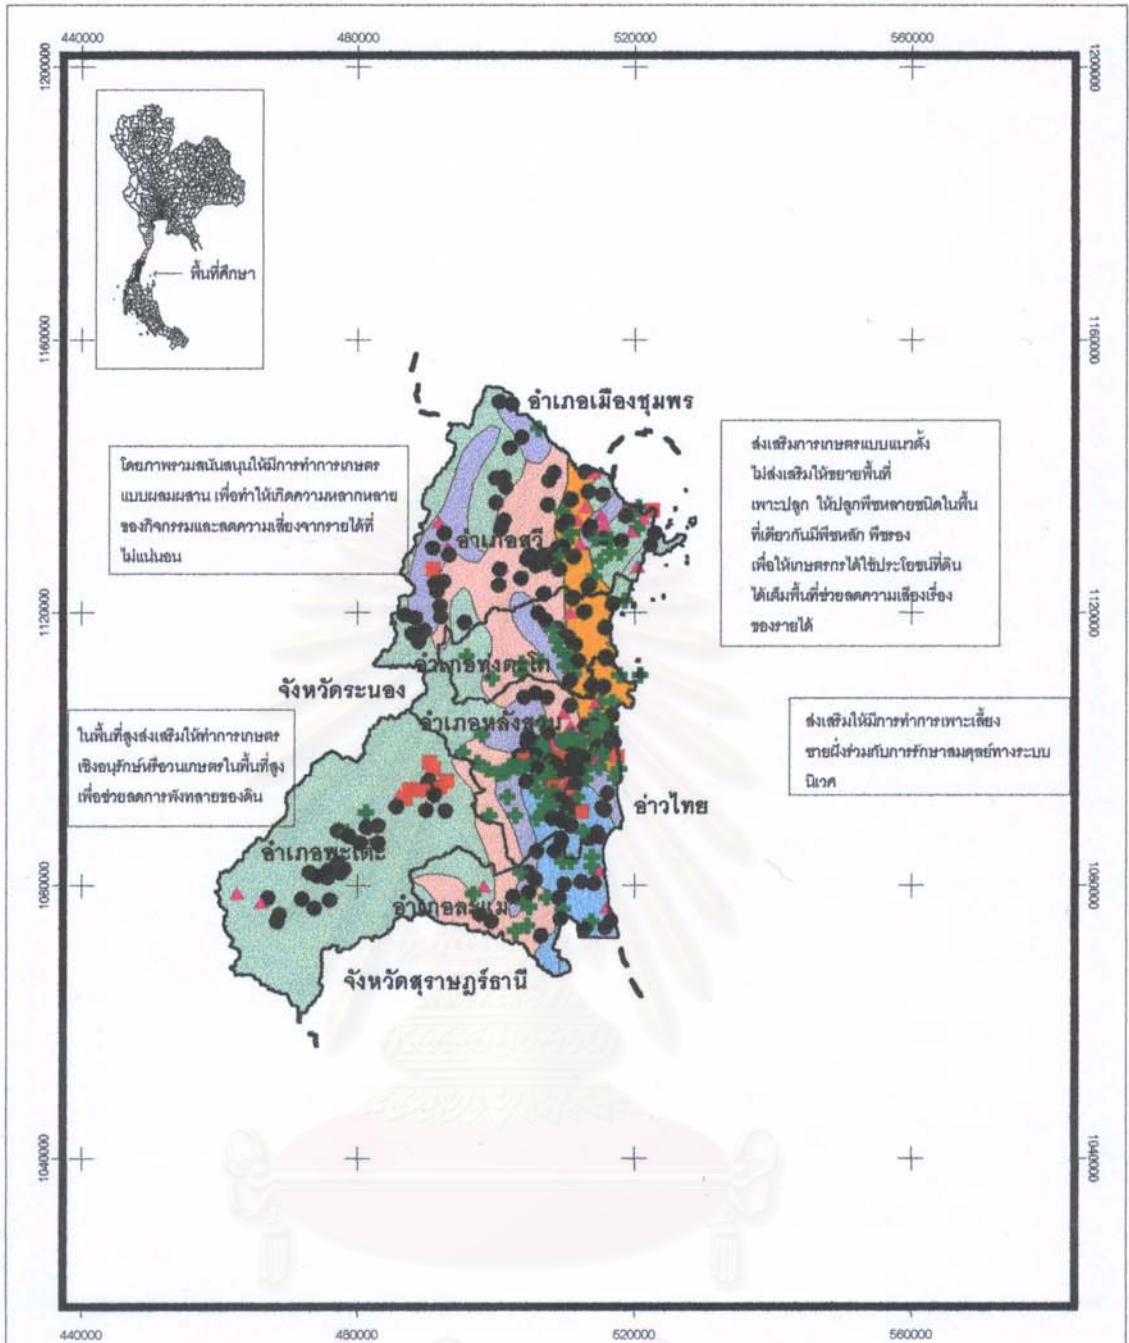 440000 480000 520000 560000
1200000 1200000
พื้นที่ศึกษา
1160000 1160000
อำเภอเมืองชุมพร
โดยภาพรวมสนับสนุนให้มีการทำการเกษตร
แบบผสมผสาน เพื่อทำให้เกิดความหลากหลาย
ของกิจกรรมและลดความเสี่ยงจากรายได้ที่
ไม่แน่นอน
ส่งเสริมการเกษตรแบบแนวตั้ง
ไม่ส่งเสริมให้ขยายพื้นที่
เพาะปลูก ให้ปลูกพืชหลายชนิดในพื้น
ที่เดียวกันมีพืชหลัก พืชรอง
เพื่อให้เกษตรกรได้ใช้ประโยชน์ที่ดิน
ได้เต็มพื้นที่ช่วยลดความเสี่ยงเรื่อง
ของรายได้
อำเภอสวี
1120000 1120000
อำเภอทุ่งตะโก
จังหวัดระนอง
อำเภอหลังสวน
ในพื้นที่สูงส่งเสริมให้ทำการเกษตร
เชิงอนุรักษ์หรือวนเกษตรในพื้นที่สูง
เพื่อช่วยลดการพังทลายของดิน
ส่งเสริมให้มีการทำการเพาะเลี้ยง
ชายฝั่งร่วมกับการรักษาสมดุลย์ทางระบบ
นิเวศ
อ่าวไทย
อำเภอพะโต๊ะ
1080000 1080000
อำเภอละแม
จังหวัดสุราษฎร์ธานี
1040000 1040000
440000 480000 520000 560000